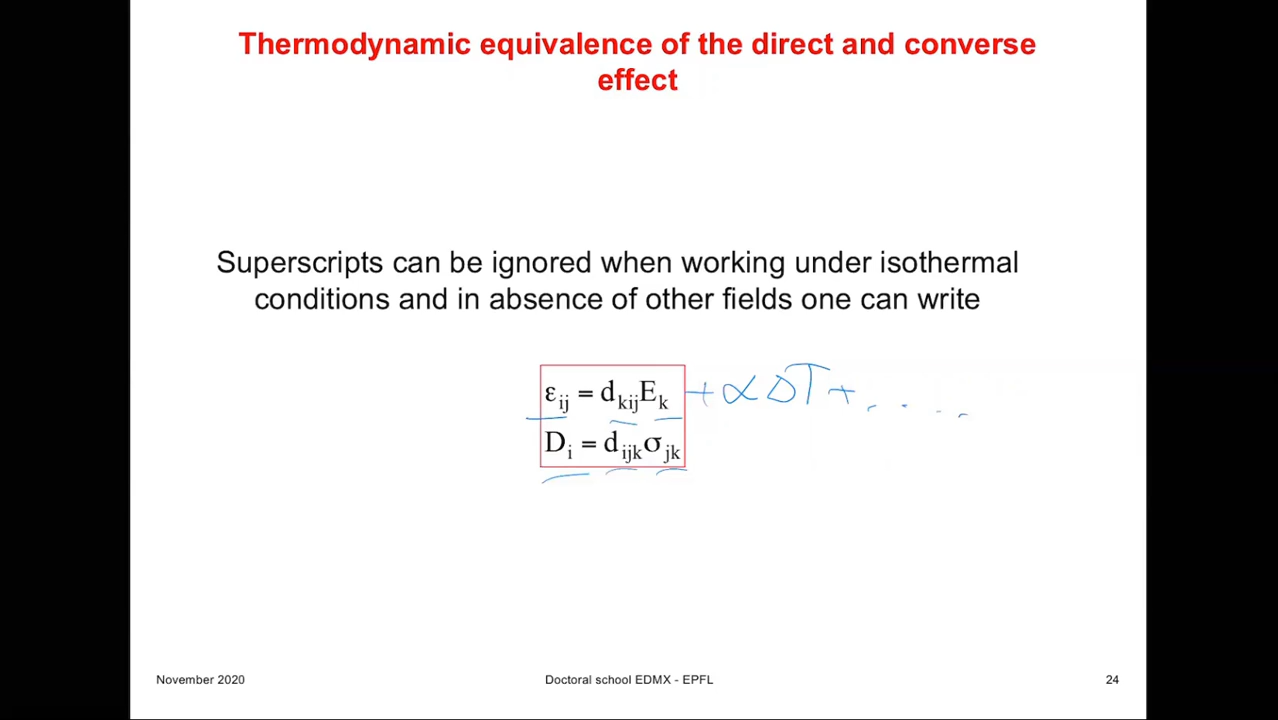 Thermodynamic equivalence of the direct and converse
effect
Superscripts can be ignored when working under isothermal
conditions and in absence of other fields one can write
ε_ij = d_kij E_k + α ΔT + . . . .
D_i = d_ijk σ_jk
November 2020
Doctoral school EDMX - EPFL
24